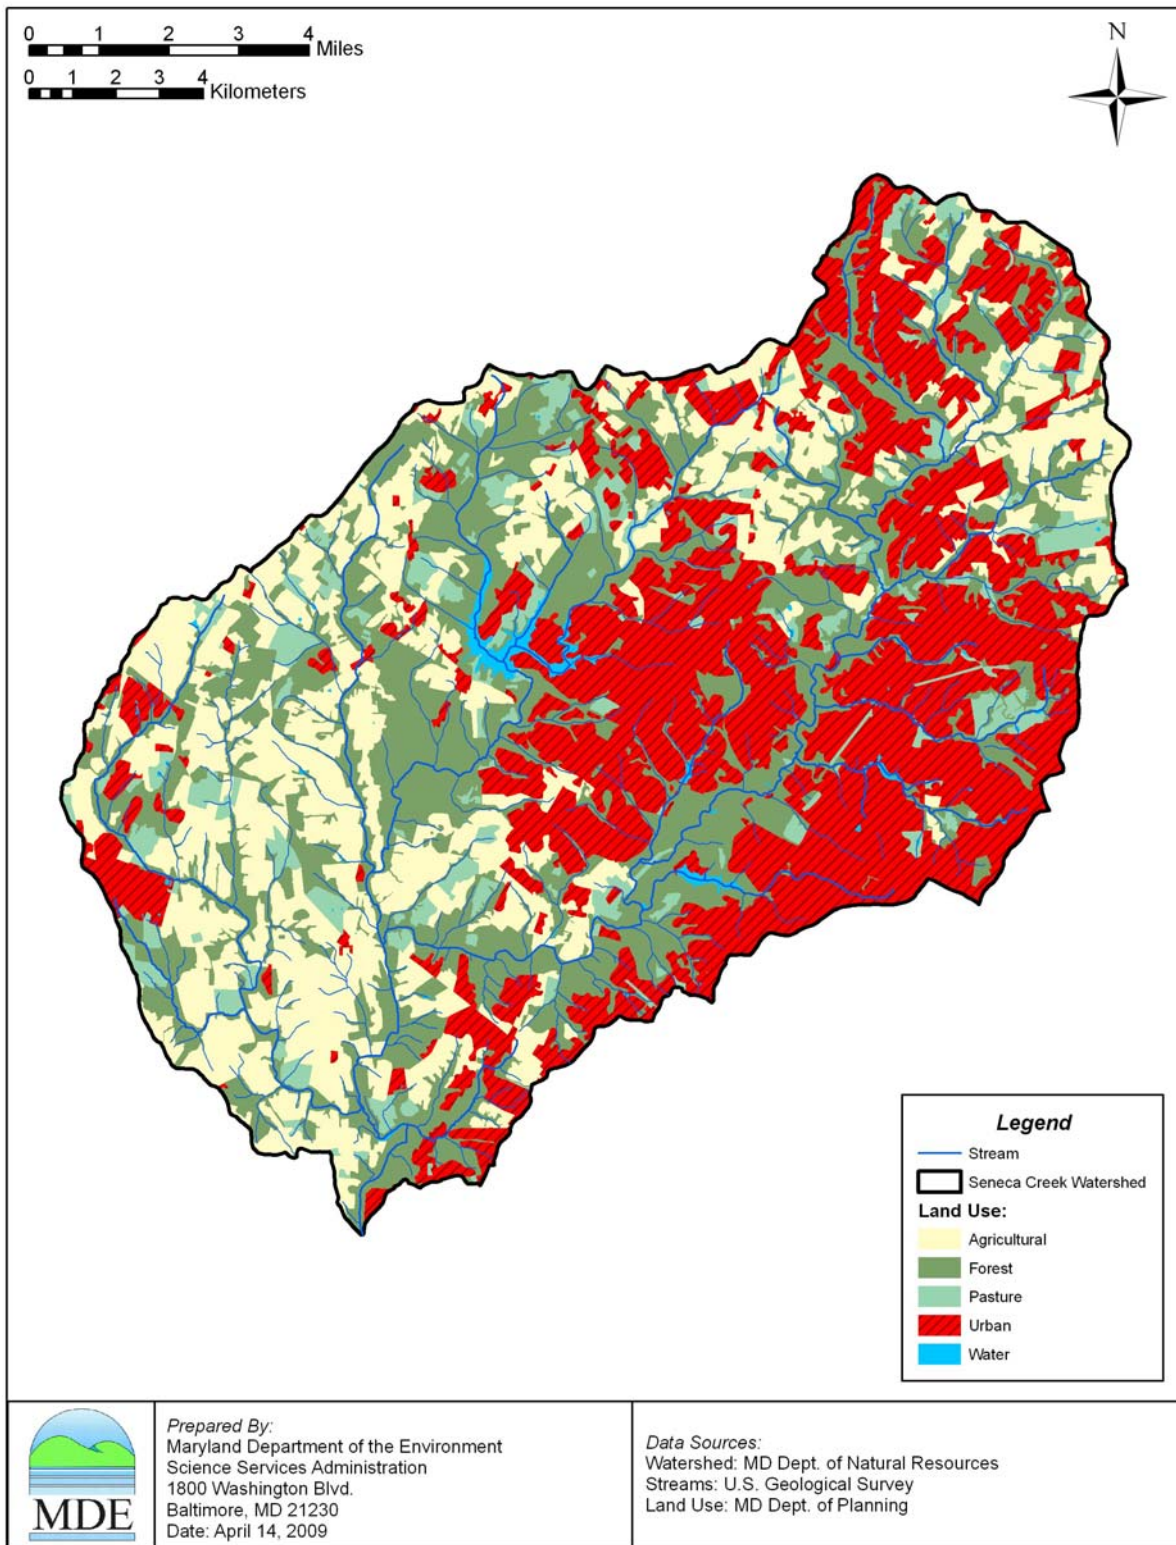 0 1 2 3 4
Miles
0 1 2 3 4
Kilometers
N
Legend
Stream
Seneca Creek Watershed
Land Use:
Agricultural
Forest
Pasture
Urban
Water
MDE
Prepared By:
Maryland Department of the Environment
Science Services Administration
1800 Washington Blvd.
Baltimore, MD 21230
Date: April 14, 2009
Data Sources:
Watershed: MD Dept. of Natural Resources
Streams: U.S. Geological Survey
Land Use: MD Dept. of Planning